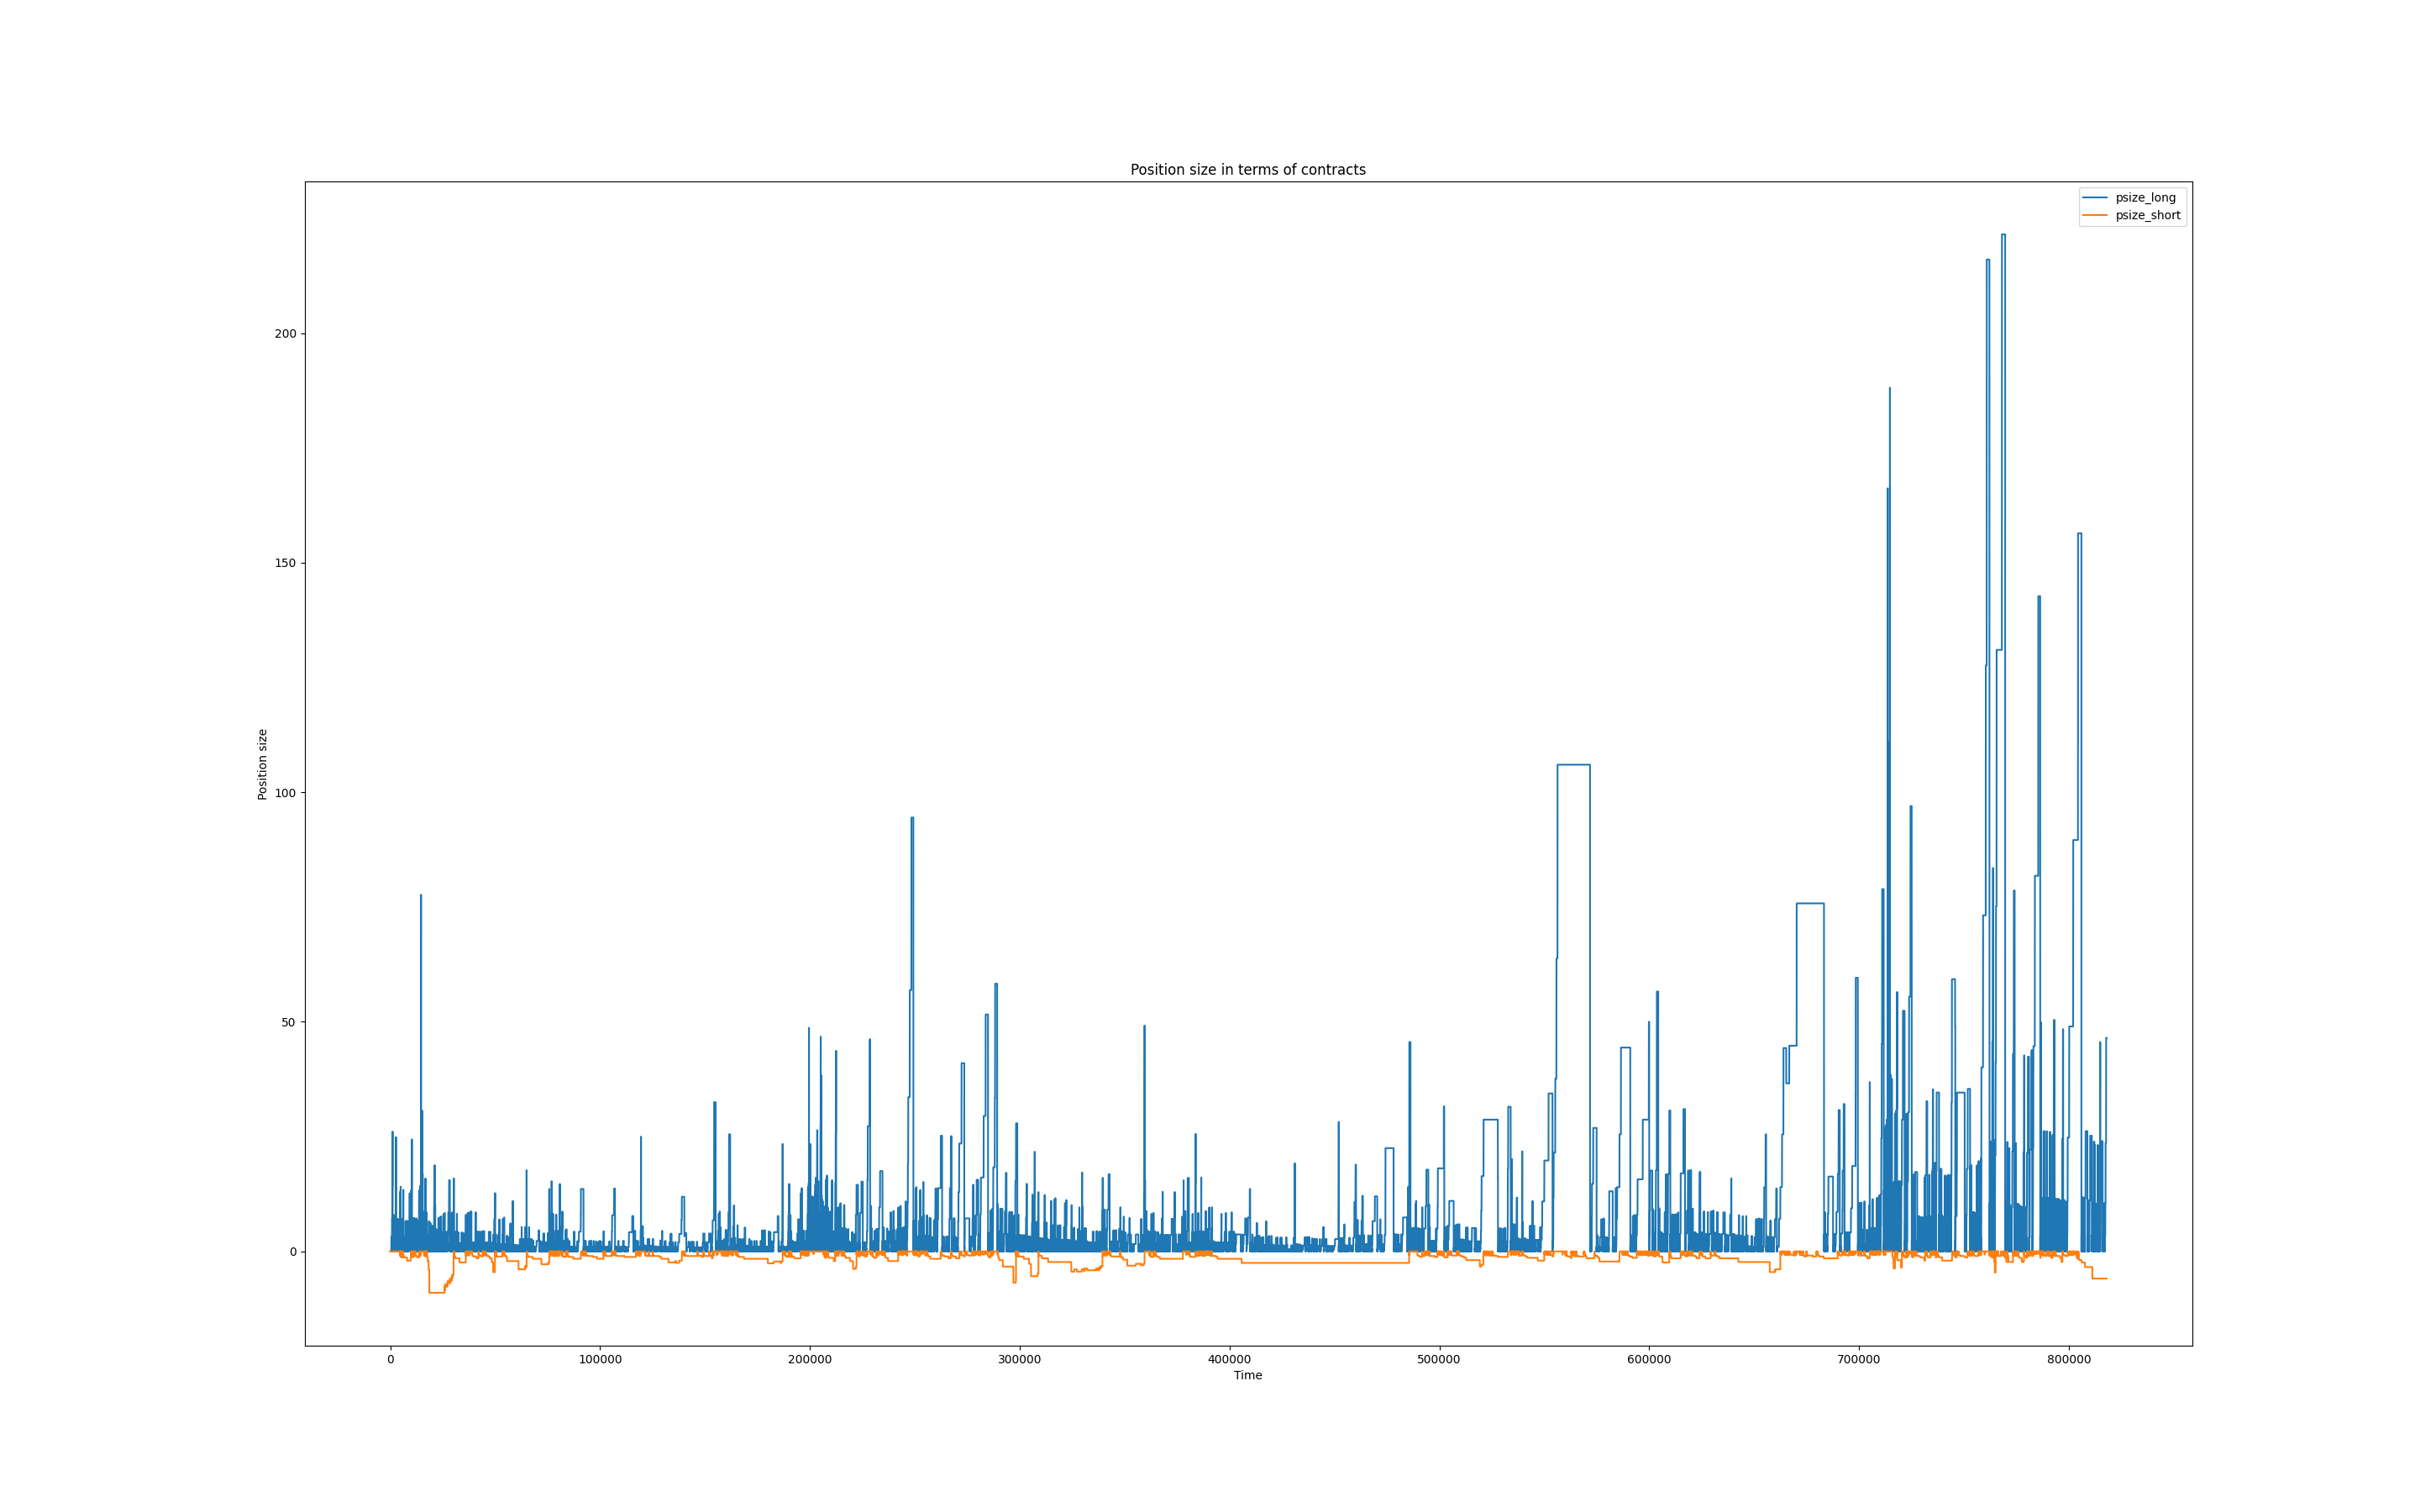 Position size in terms of contracts
psize_long
psize_short
200
150
100
50
0
Position size
0
100000
200000
300000
400000
500000
600000
700000
800000
Time